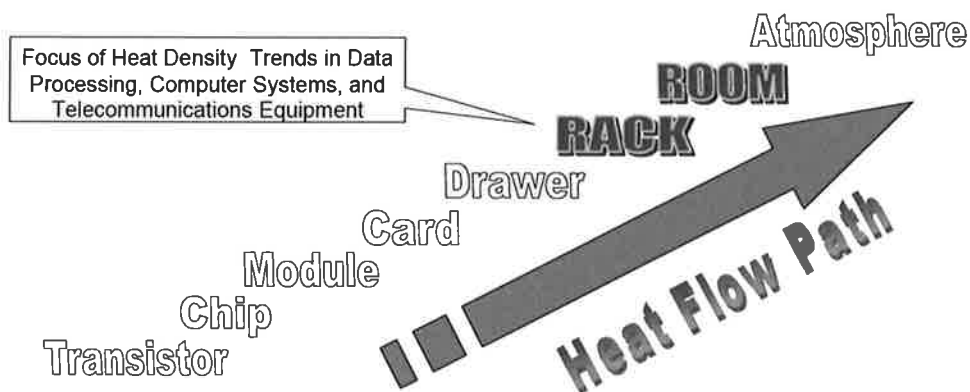 Atmosphere
Focus of Heat Density Trends in Data
Processing, Computer Systems, and
Telecommunications Equipment
ROOM
RACK
Drawer
Card
Module
Chip
Transistor
Heat Flow Path